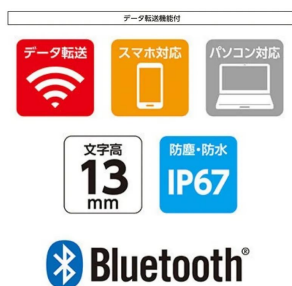 データ転送機能付
データ転送 スマホ対応 パソコン対応
文字高 防塵・防水
13 IP67
mm
Bluetooth®